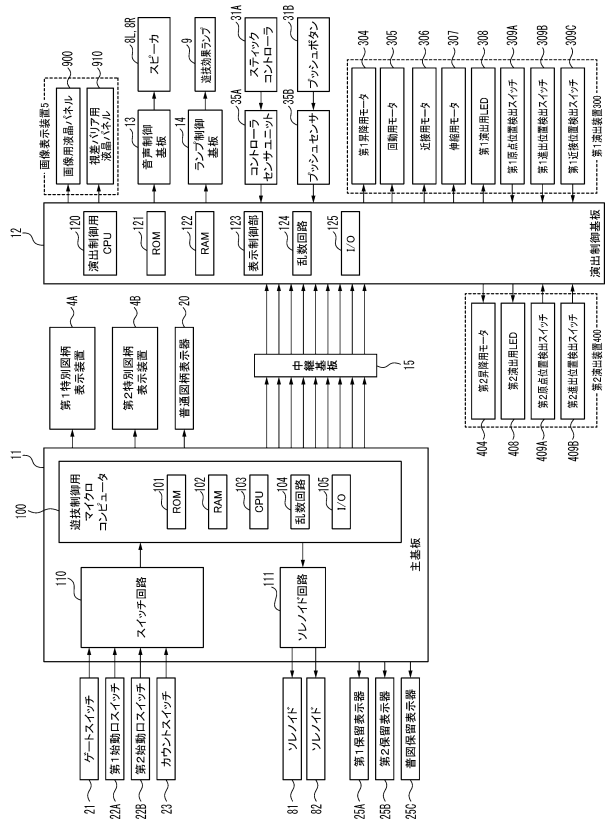 21
ゲートスイッチ
22A
第1始動口スイッチ
22B
第2始動口スイッチ
23
カウントスイッチ
81
ソレノイド
82
ソレノイド
25A
第1保留表示器
25B
第2保留表示器
25C
普図保留表示器
11
100
遊技制御用
マイクロ
コンピュータ
101
ROM
102
RAM
103
CPU
104
乱数回路
105
I/O
110
スイッチ回路
111
ソレノイド回路
主基板
4A
第1特別図柄
表示装置
4B
第2特別図柄
表示装置
20
普通図柄表示器
中継
基板
15
12
120
演出制御用
CPU
121
ROM
122
RAM
123
表示制御部
124
乱数回路
125
I/O
演出制御基板
画像表示装置5
900
画像用液晶パネル
910
視差バリア用
液晶パネル
8L, 8R
スピーカ
13
音声制御
基板
9
遊技効果ランプ
14
ランプ制御
基板
31A
スティック
コントローラ
35A
コントローラ
センサユニット
31B
プッシュボタン
35B
プッシュセンサ
304
第1昇降用モータ
305
回動用モータ
306
近接用モータ
307
伸縮用モータ
308
第1演出用LED
309A
第1原点位置検出スイッチ
309B
第1進出位置検出スイッチ
309C
第1近接位置検出スイッチ
第1演出装置300
404
第2昇降用モータ
408
第2演出用LED
409A
第2原点位置検出スイッチ
409B
第2進出位置検出スイッチ
第2演出装置400